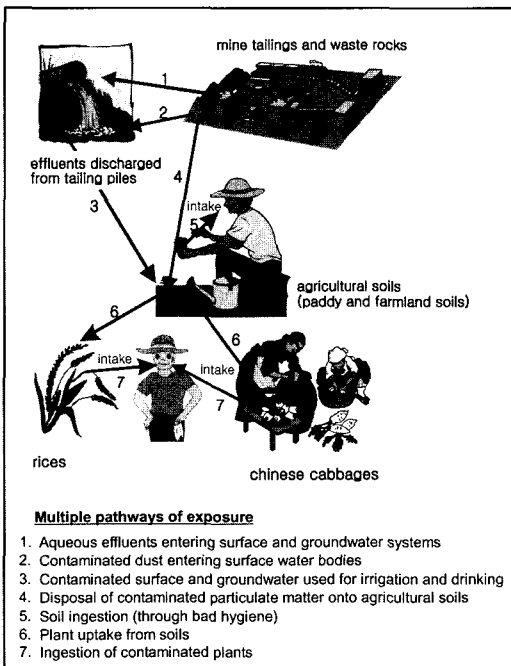 mine tailings and waste rocks
1
2
effluents discharged
from tailing piles
4
3
intake
5
agricultural soils
(paddy and farmland soils)
6
6
intake
intake
7
7
rices
chinese cabbages
Multiple pathways of exposure
1. Aqueous effluents entering surface and groundwater systems
2. Contaminated dust entering surface water bodies
3. Contaminated surface and groundwater used for irrigation and drinking
4. Disposal of contaminated particulate matter onto agricultural soils
5. Soil ingestion (through bad hygiene)
6. Plant uptake from soils
7. Ingestion of contaminated plants